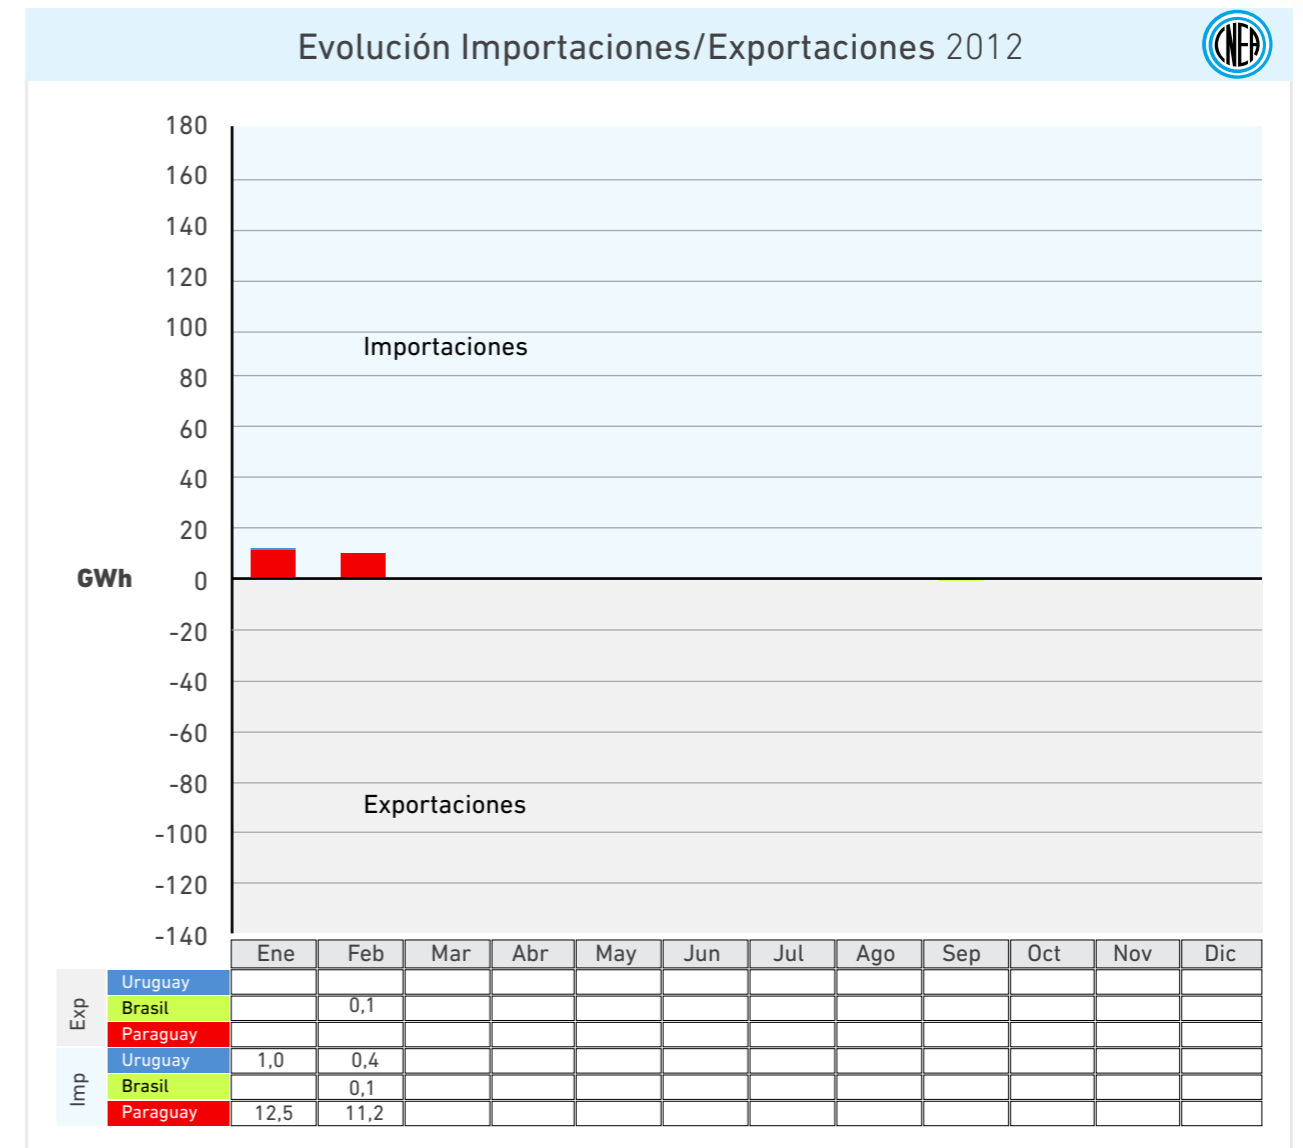 Evolución Importaciones/Exportaciones 2012
CNEA
180
160
140
120
100
Importaciones
80
60
40
20
GWh 0
-20
-40
-60
-80
Exportaciones
-100
-120
-140
Ene Feb Mar Abr May Jun Jul Ago Sep Oct Nov Dic
Exp
Uruguay
Brasil 0,1
Paraguay
Imp
Uruguay 1,0 0,4
Brasil 0,1
Paraguay 12,5 11,2